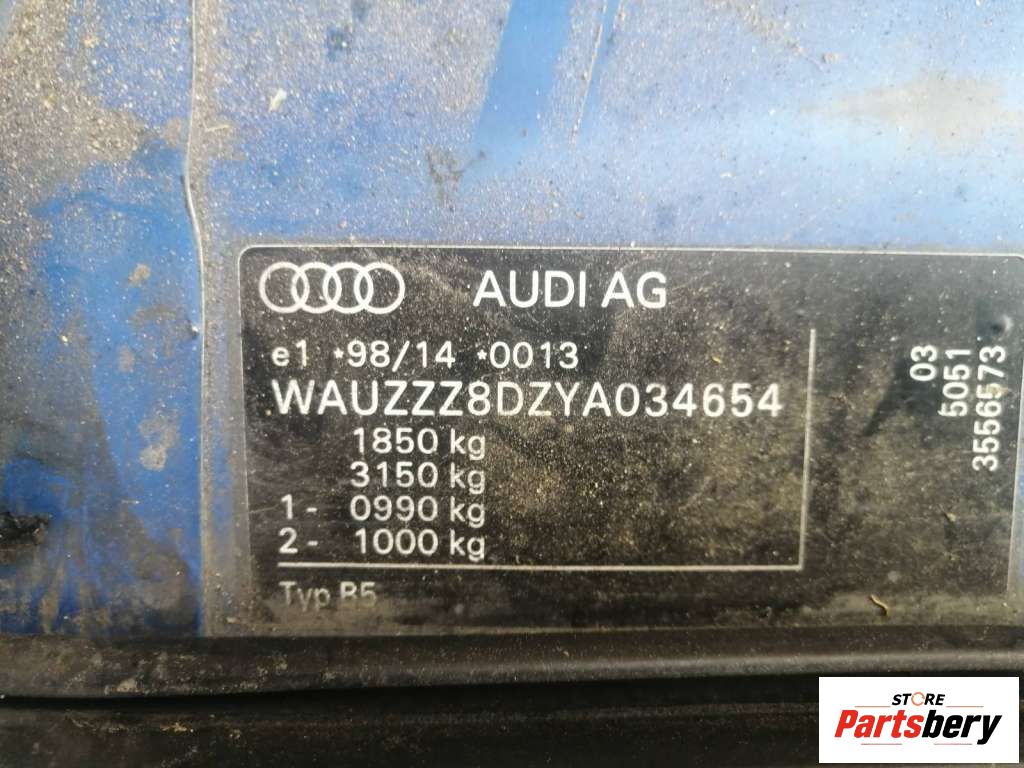 AUDI AG
e1 *98/14 *0013
WAUZZZ8DZYA034654
1850 kg
3150 kg
1- 0990 kg
2- 1000 kg
Typ B5
03
5051
3556573
STORE
Partsbery